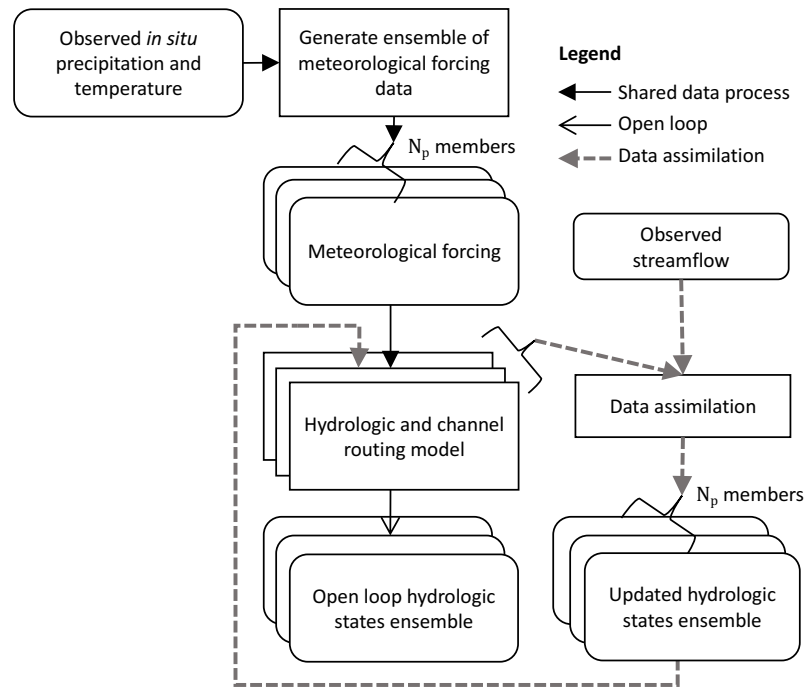 Observed in situ
precipitation and
temperature
Generate ensemble of
meteorological forcing
data
Legend
Shared data process
Open loop
Data assimilation
Np members
Meteorological forcing
Observed
streamflow
Hydrologic and channel
routing model
Data assimilation
Np members
Open loop hydrologic
states ensemble
Updated hydrologic
states ensemble